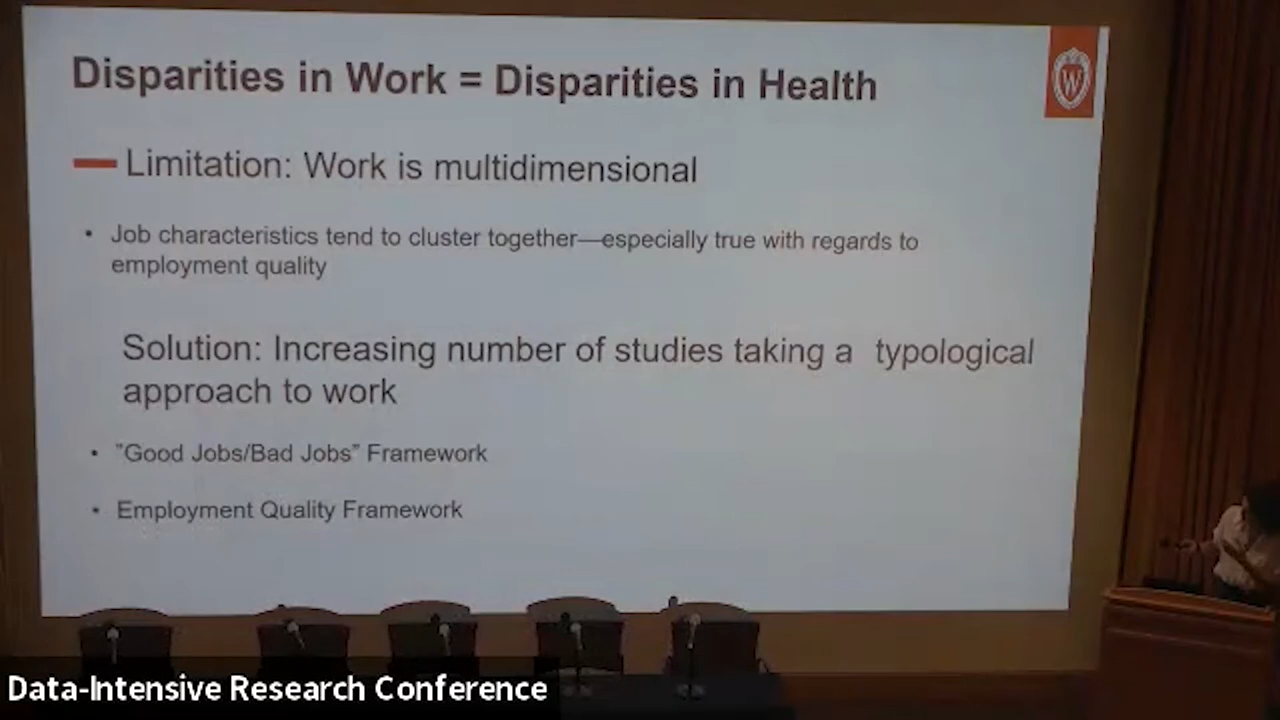 Disparities in Work = Disparities in Health
W
Limitation: Work is multidimensional
• Job characteristics tend to cluster together—especially true with regards to
employment quality
Solution: Increasing number of studies taking a  typological
approach to work
• ”Good Jobs/Bad Jobs” Framework
• Employment Quality Framework
Data-Intensive Research Conference